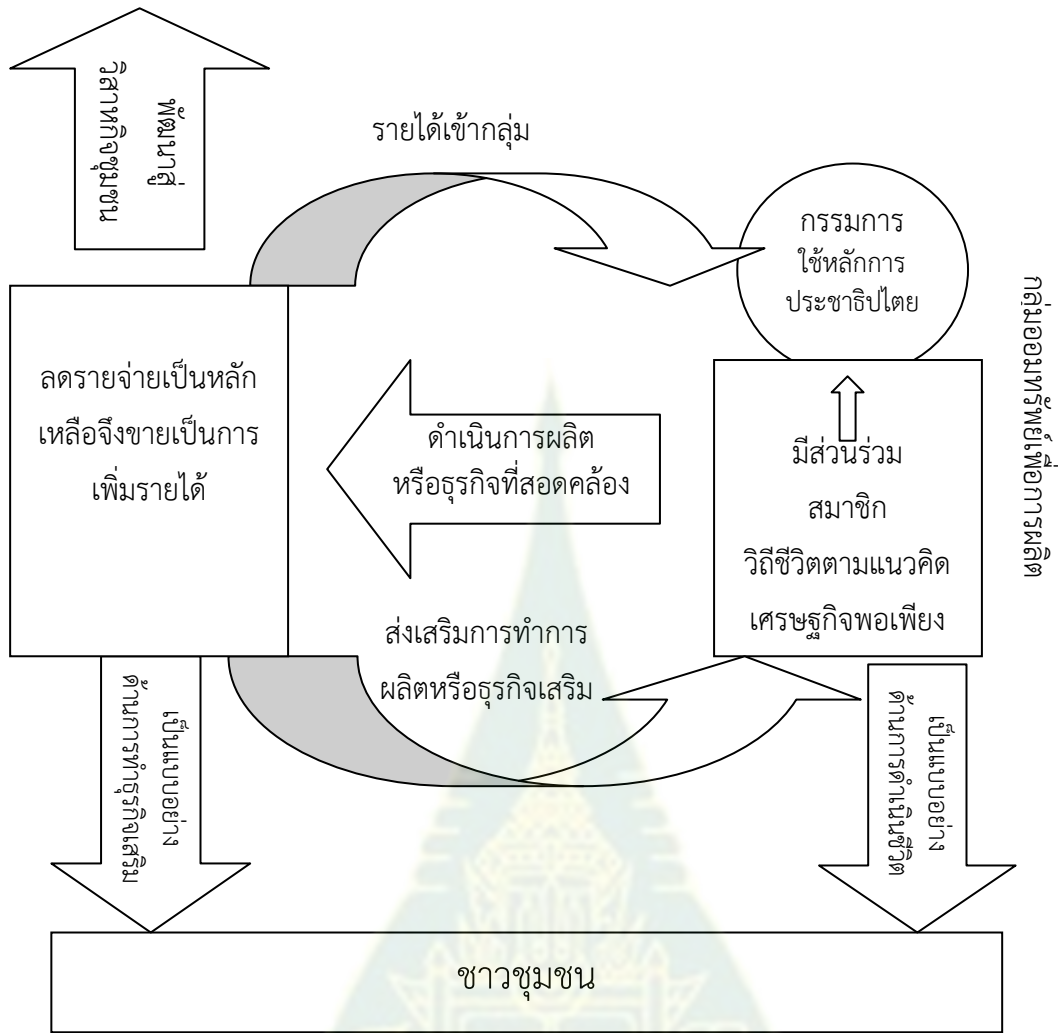 พัฒนาสู่
วิสาหกิจชุมชน
รายได้เข้ากลุ่ม
กรรมการ
ใช้หลักการ
ประชาธิปไตย
กลุ่มออมทรัพย์เพื่อการผลิต
ลดรายจ่ายเป็นหลัก
เหลือจึงขายเป็นการ
เพิ่มรายได้
ดำเนินการผลิต
หรือธุรกิจที่สอดคล้อง
มีส่วนร่วม
สมาชิก
วิถีชีวิตตามแนวคิด
เศรษฐกิจพอเพียง
ส่งเสริมการทำการ
ผลิตหรือธุรกิจเสริม
เป็นแบบอย่าง
ด้านการทำธุรกิจเสริม
เป็นแบบอย่าง
ด้านการดำเนินชีวิต
ชาวชุมชน